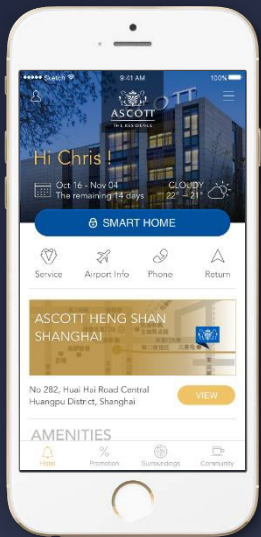 Sketch
9:41 AM
100%
ASCOTT
THE RESIDENCE
Hi Chris !
Oct 16 - Nov 04
The remaining 14 days
CLOUDY
22° - 21°
SMART HOME
Service
Airport Info
Phone
Return
ASCOTT HENG SHAN
SHANGHAI
No 282, Huai Hai Road Central
Huangpu District, Shanghai
VIEW
AMENITIES
Hotel
Promotion
Surroundings
Community